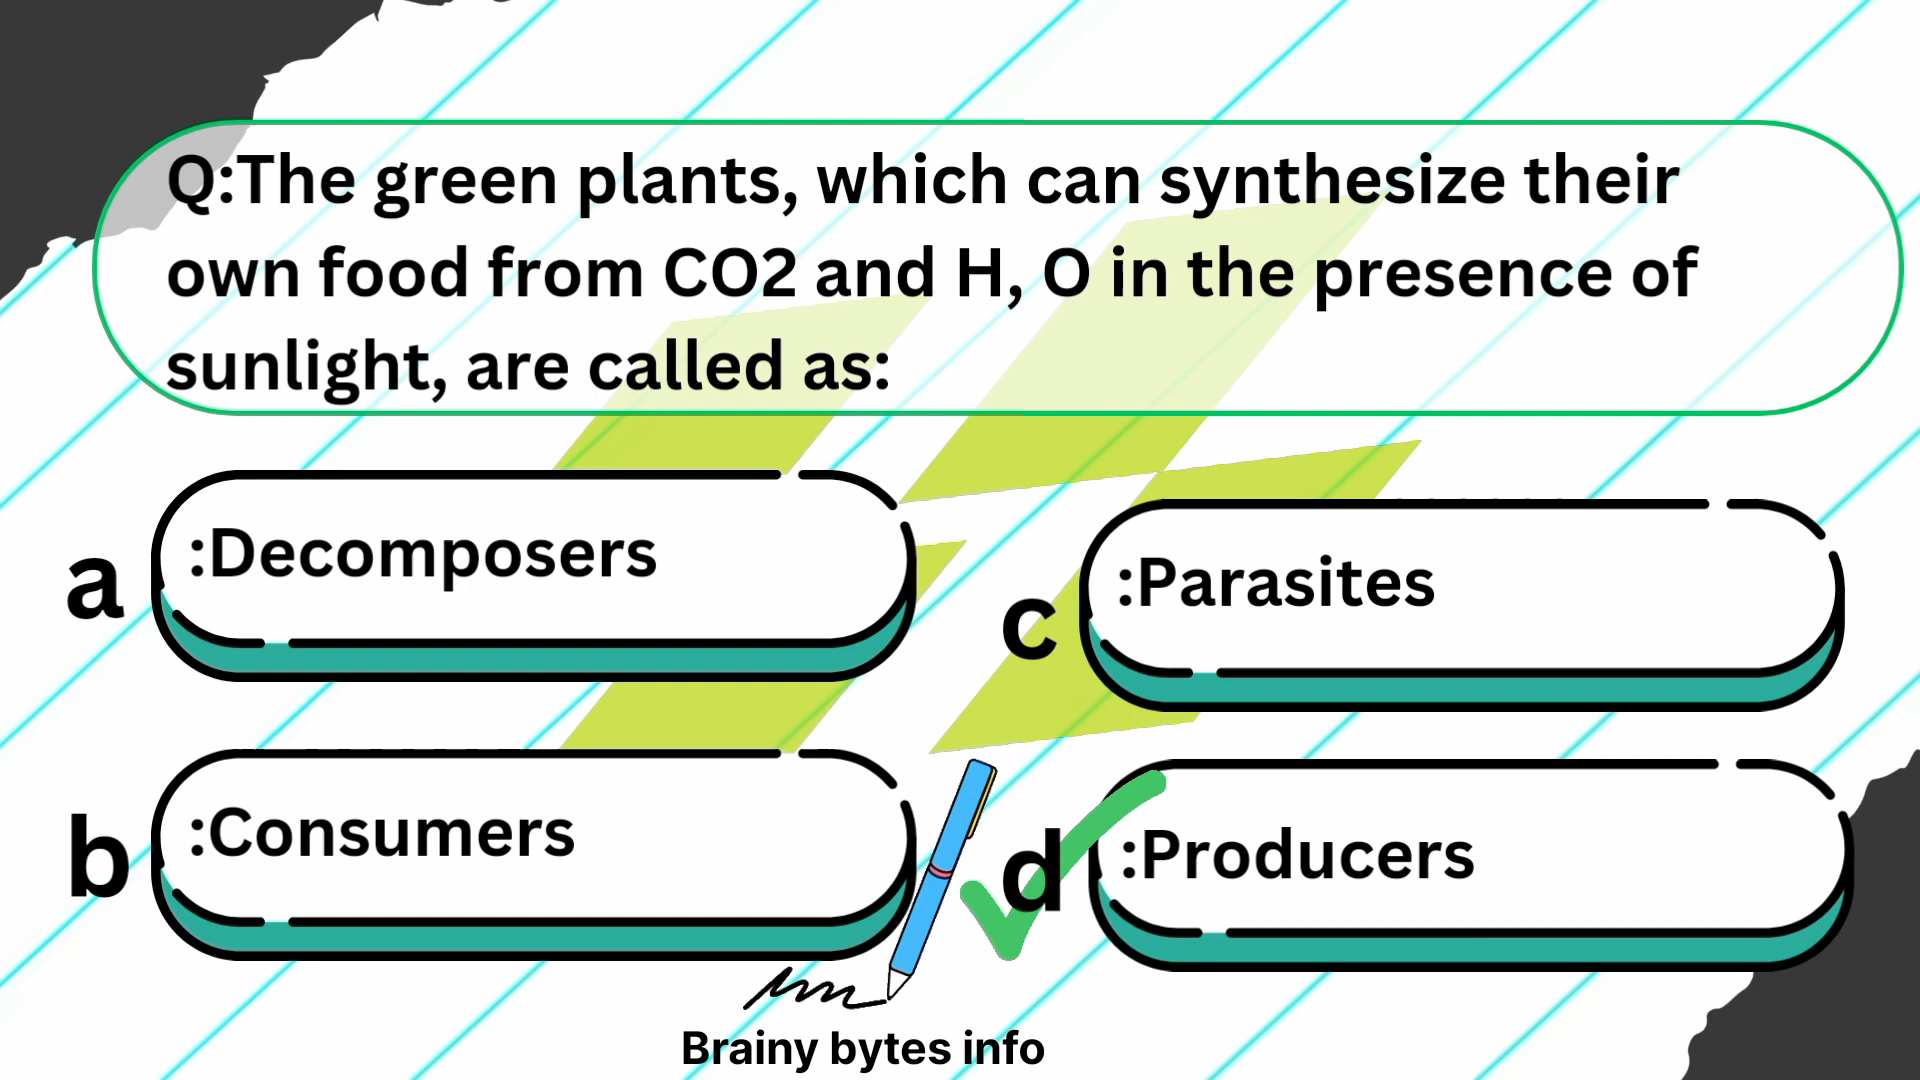 Q:The green plants, which can synthesize their
own food from CO2 and H, O in the presence of
sunlight, are called as:
a :Decomposers
b :Consumers
c :Parasites
d :Producers
Brainy bytes info